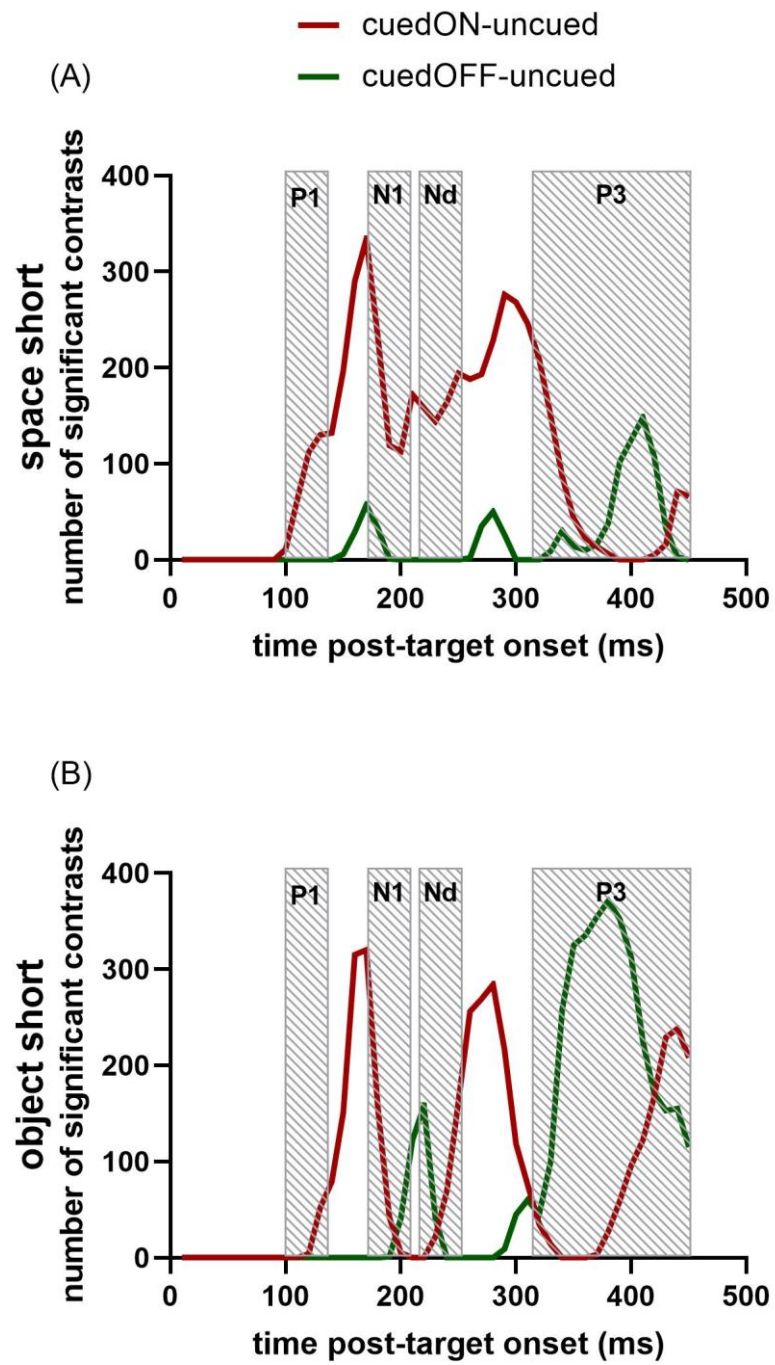 cuedON-uncued
cuedOFF-uncued
(A)
space short
number of significant contrasts
400
300
200
100
0
P1 N1 Nd P3
0 100 200 300 400 500
time post-target onset (ms)
(B)
object short
number of significant contrasts
400
300
200
100
0
P1 N1 Nd P3
0 100 200 300 400 500
time post-target onset (ms)